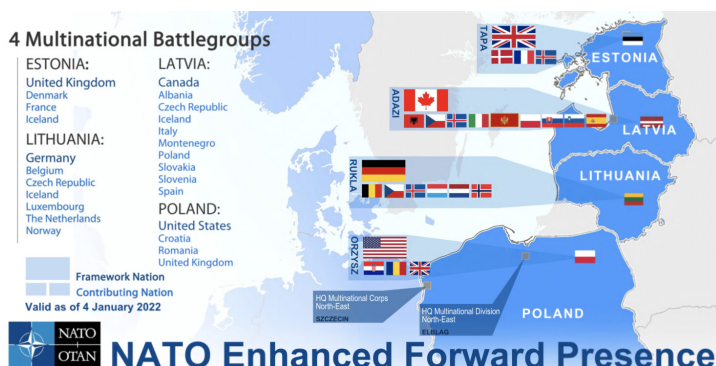 4 Multinational Battlegroups
ESTONIA:
United Kingdom
Denmark
France
Iceland
LITHUANIA:
Germany
Belgium
Czech Republic
Iceland
Luxembourg
The Netherlands
Norway
LATVIA:
Canada
Albania
Czech Republic
Iceland
Italy
Montenegro
Poland
Slovakia
Slovenia
Spain
POLAND:
United States
Croatia
Romania
United Kingdom
Framework Nation
Contributing Nation
Valid as of 4 January 2022
TAPA
ESTONIA
ADAZI
LATVIA
RUKLA
LITHUANIA
ORZYSZ
HQ Multinational Corps
North-East
SZCZECIN
HQ Multinational Division
North-East
ELBLAG
POLAND
NATO
OTAN
NATO Enhanced Forward Presence